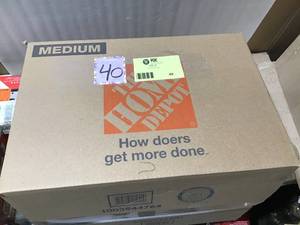 MEDIUM
40
THE
HOME
DEPOT
How doers
get more done.